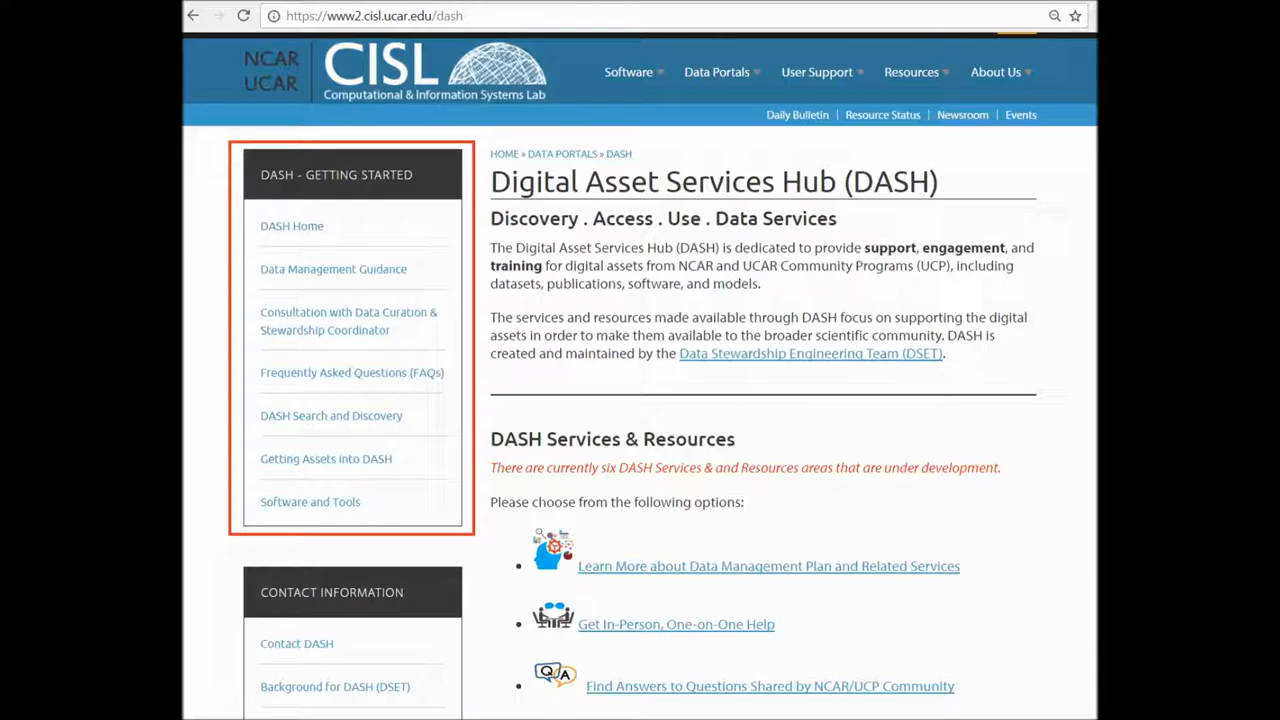 https://www2.cisl.ucar.edu/dash
NCAR
UCAR
CISL
Computational & Information Systems Lab
Software
Data Portals
User Support
Resources
About Us
Daily Bulletin | Resource Status | Newsroom | Events
DASH - GETTING STARTED
DASH Home
Data Management Guidance
Consultation with Data Curation &
Stewardship Coordinator
Frequently Asked Questions (FAQs)
DASH Search and Discovery
Getting Assets into DASH
Software and Tools
CONTACT INFORMATION
Contact DASH
Background for DASH (DSET)
HOME » DATA PORTALS » DASH
Digital Asset Services Hub (DASH)
Discovery . Access . Use . Data Services
The Digital Asset Services Hub (DASH) is dedicated to provide support, engagement, and
training for digital assets from NCAR and UCAR Community Programs (UCP), including
datasets, publications, software, and models.
The services and resources made available through DASH focus on supporting the digital
assets in order to make them available to the broader scientific community. DASH is
created and maintained by the Data Stewardship Engineering Team (DSET).
DASH Services & Resources
There are currently six DASH Services & and Resources areas that are under development.
Please choose from the following options:
Learn More about Data Management Plan and Related Services
Get In-Person, One-on-One Help
Q A
Find Answers to Questions Shared by NCAR/UCP Community